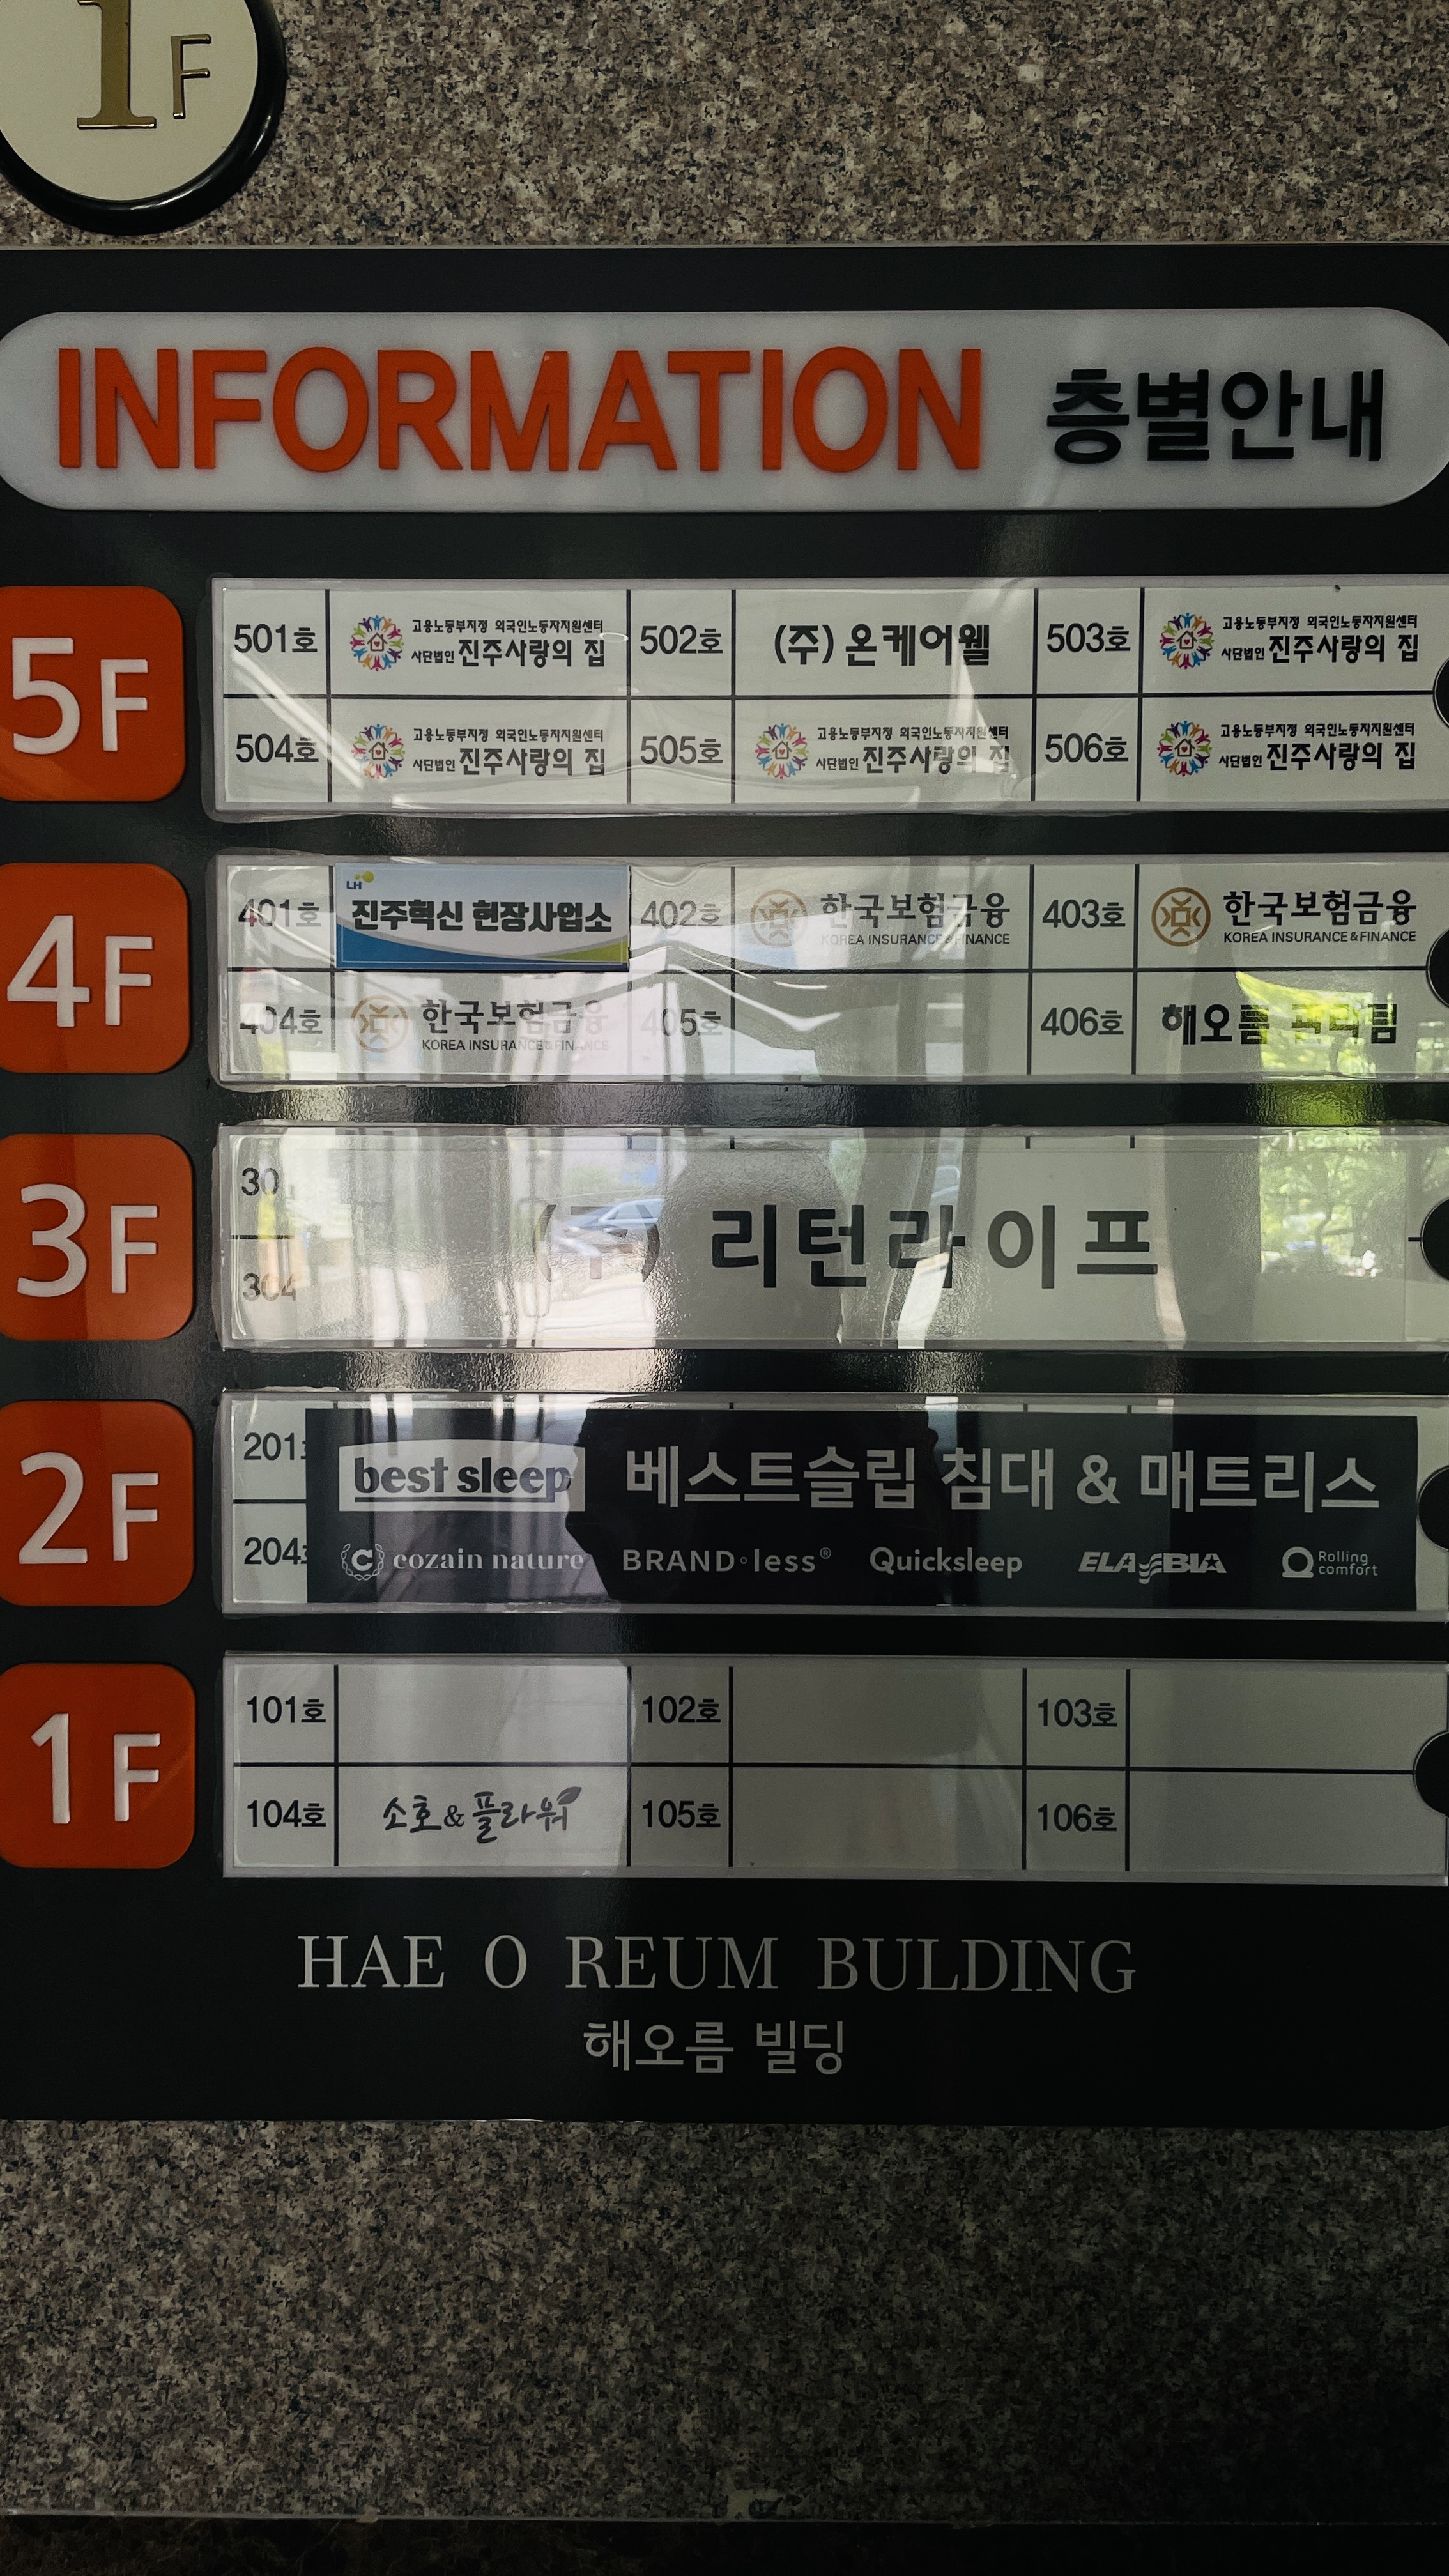 1F
INFORMATION 층별안내
5F
501호 고용노동부지정 외국인노동자지원센터 사단법인 진주사랑의 집
502호 (주) 온케어웰
503호 고용노동부지정 외국인노동자지원센터 사단법인 진주사랑의 집
504호 고용노동부지정 외국인노동자지원센터 사단법인 진주사랑의 집
505호 고용노동부지정 외국인노동자지원센터 사단법인 진주사랑의 집
506호 고용노동부지정 외국인노동자지원센터 사단법인 진주사랑의 집
4F
401호 LH 진주혁신 현장사업소
402호 한국보험금융 KOREA INSURANCE & FINANCE
403호 한국보험금융 KOREA INSURANCE & FINANCE
404호 한국보험금융 KOREA INSURANCE & FINANCE
405호
406호 해오름
3F
(주) 리턴라이프
304
2F
201
best sleep 베스트슬립 침대 & 매트리스
204
cozain nature BRAND less® Quicksleep ELA BIA Rolling comfort
1F
101호
102호
103호
104호 소호&플라워
105호
106호
HAE O REUM BULDING
해오름 빌딩